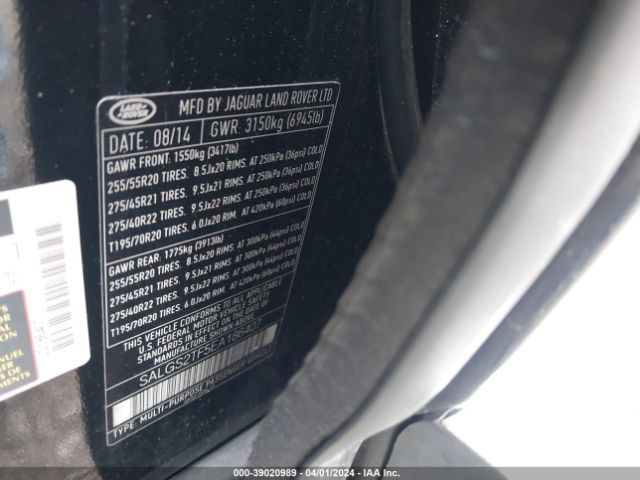 LAND ROVER
MFD BY JAGUAR LAND ROVER LTD
DATE: 08/14 GWR: 3150kg (6945lb)
GAWR FRONT: 1550kg (3417lb)
255/55R20 TIRES. 8.5Jx20 RIMS. AT 250kPa (36psi) COLD
275/45R21 TIRES. 9.5Jx21 RIMS. AT 250kPa (36psi) COLD
275/40R22 TIRES. 9.5Jx22 RIMS. AT 250kPa (36psi) COLD
T195/70R20 TIRES. 6.0Jx20 RIM. AT 420kPa (60psi) COLD
GAWR REAR: 1775kg (3913lb)
255/55R20 TIRES. 8.5Jx20 RIMS. AT 300kPa (44psi) COLD
275/45R21 TIRES. 9.5Jx21 RIMS. AT 300kPa (44psi) COLD
275/40R22 TIRES. 9.5Jx22 RIMS. AT 300kPa (44psi) COLD
T195/70R20 TIRES. 6.0Jx20 RIM. AT 420kPa (60psi) COLD
THIS VEHICLE CONFORMS TO ALL APPLICABLE
U.S. FEDERAL MOTOR VEHICLE SAFETY
STANDARDS IN EFFECT ON THE DATE OF
MANUFACTURE SHOWN ABOVE.
SALGS2TF5FA186407
TYPE: MULTI-PURPOSE PASSENGER VEHICLE
MANUEL
000-39020989 - 04/01/2024 - IAA Inc.